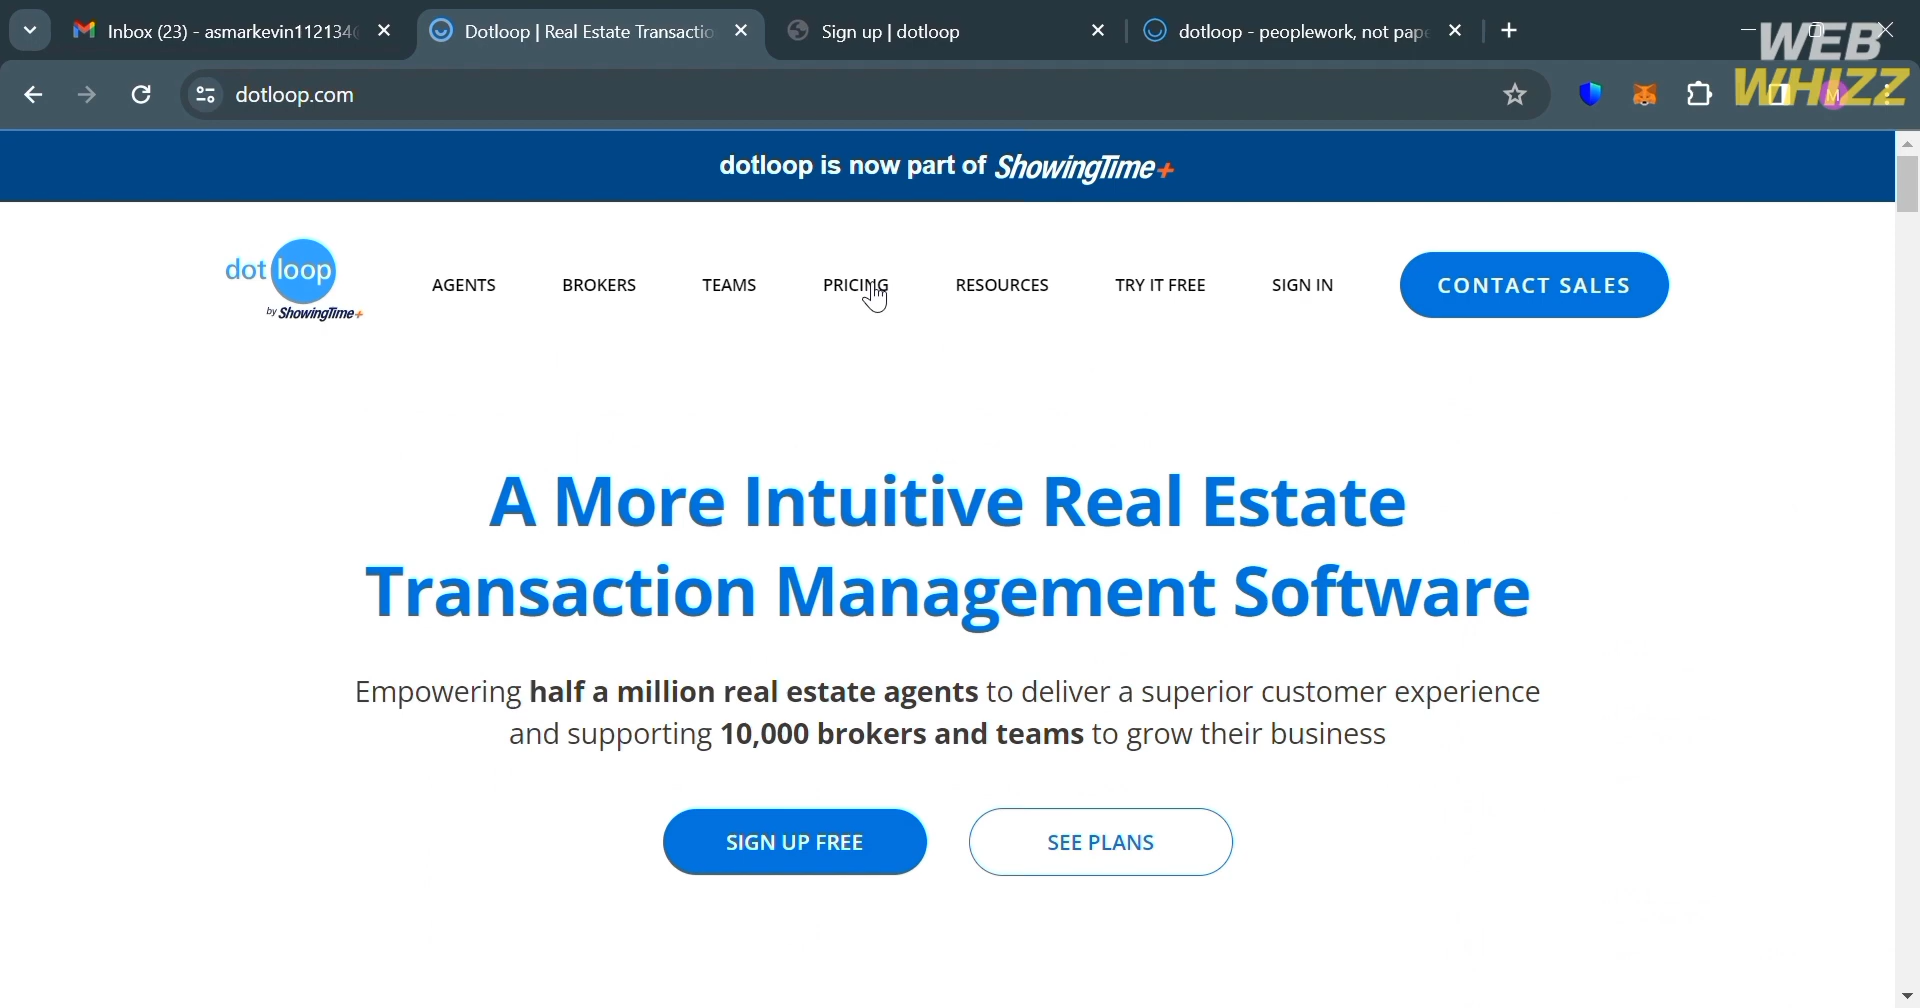 Inbox (23) - asmarkevin112134
Dotloop | Real Estate Transactio
Sign up | dotloop
dotloop - peoplework, not pape
WEB
WHIZZ
dotloop.com
M
dotloop is now part of ShowingTime+
dot loop
by ShowingTime+
AGENTS
BROKERS
TEAMS
PRICING
RESOURCES
TRY IT FREE
SIGN IN
CONTACT SALES
A More Intuitive Real Estate
Transaction Management Software
Empowering half a million real estate agents to deliver a superior customer experience
and supporting 10,000 brokers and teams to grow their business
SIGN UP FREE
SEE PLANS